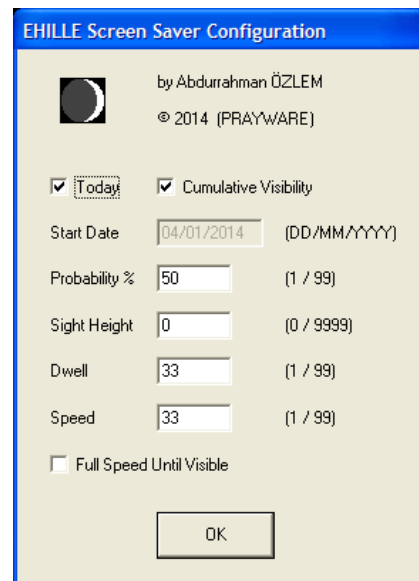 EHILLE Screen Saver Configuration
by Abdurrahman ÖZLEM
© 2014 (PRAYWARE)
Today Cumulative Visibility
Start Date 04/01/2014 (DD/MM/YYYY)
Probability % 50 (1 / 99)
Sight Height 0 (0 / 9999)
Dwell 33 (1 / 99)
Speed 33 (1 / 99)
Full Speed Until Visible
OK